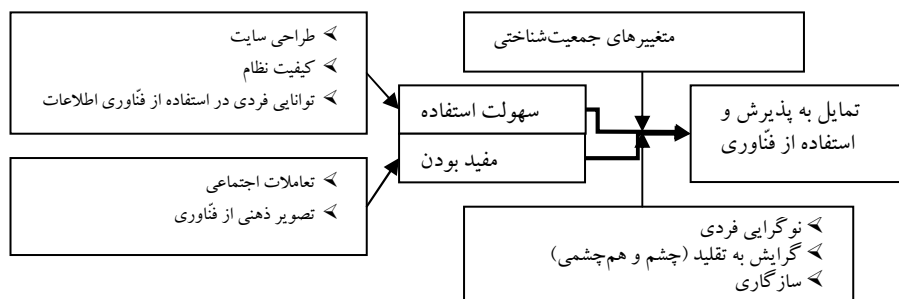 متغییرهای جمعیت‌شناختی
طراحی سایت
کیفیت نظام
توانایی فردی در استفاده از فنّاوری اطلاعات
سهولت استفاده
مفید بودن
تمایل به پذیرش و
استفاده از فنّاوری
تعاملات اجتماعی
تصویر ذهنی از فنّاوری
نوگرایی فردی
گرایش به تقلید (چشم و هم‌چشمی)
سازگاری